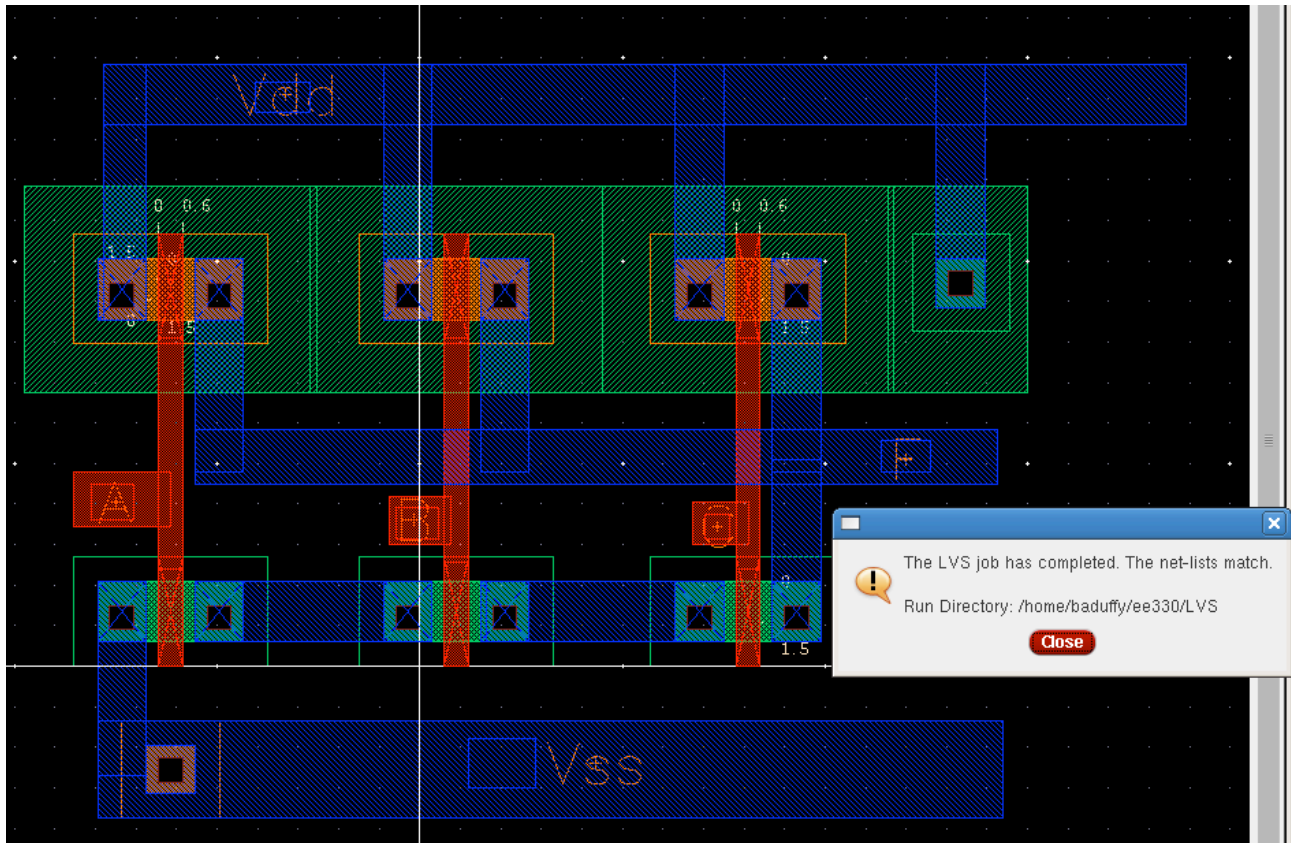 Vdd
0 0.6
0 0.6
1.5
0
0
1.5
0
1.5
F
A
B
C
The LVS job has completed. The net-lists match.
Run Directory: /home/baduffy/ee330/LVS
Close
0
1.5
Vss